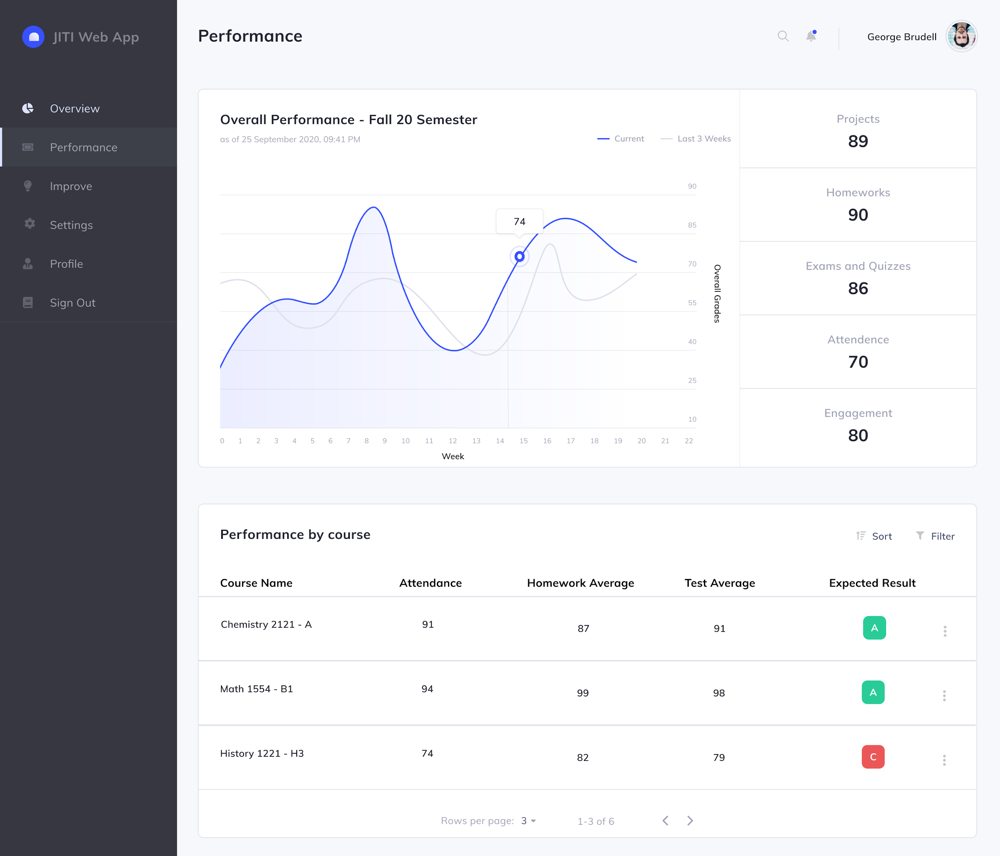 JITI Web App
Overview
Performance
Improve
Settings
Profile
Sign Out
Performance
George Brudell
Overall Performance - Fall 20 Semester
as of 25 September 2020, 09:41 PM
Current
Last 3 Weeks
90
85
70
55
40
25
10
74
Overall Grades
0 1 2 3 4 5 6 7 8 9 10 11 12 13 14 15 16 17 18 19 20 21 22
Week
Projects
89
Homeworks
90
Exams and Quizzes
86
Attendence
70
Engagement
80
Performance by course
Sort
Filter
Course Name Attendance Homework Average Test Average Expected Result
Chemistry 2121 - A 91 87 91 A
Math 1554 - B1 94 99 98 A
History 1221 - H3 74 82 79 C
Rows per page: 3 1-3 of 6